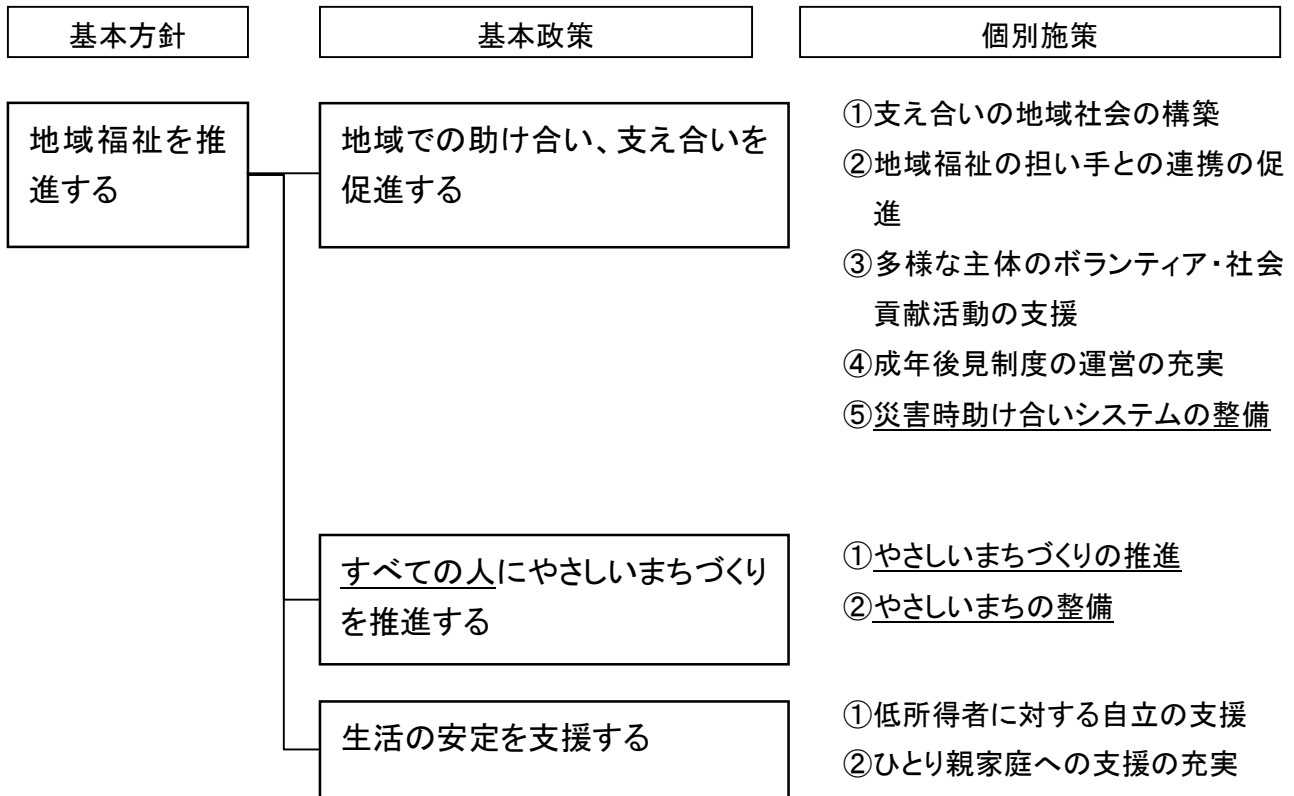 基本方針
基本政策
個別施策
地域福祉を推
進する
地域での助け合い、支え合いを
促進する
①支え合いの地域社会の構築
②地域福祉の担い手との連携の促
進
③多様な主体のボランティア・社会
貢献活動の支援
④成年後見制度の運営の充実
⑤災害時助け合いシステムの整備
すべての人にやさしいまちづくり
を推進する
①やさしいまちづくりの推進
②やさしいまちの整備
生活の安定を支援する
①低所得者に対する自立の支援
②ひとり親家庭への支援の充実